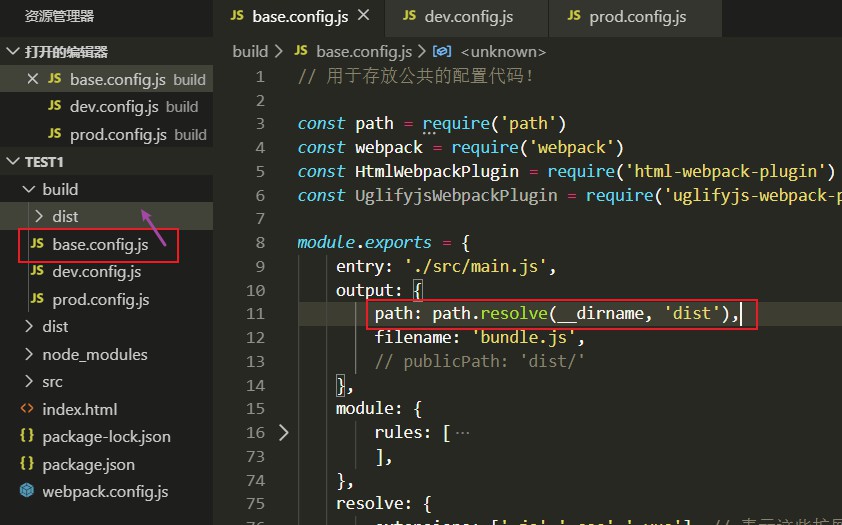 资源管理器
打开的编辑器
JS base.config.js build
JS dev.config.js build
JS prod.config.js build
TEST1
build
dist
JS base.config.js
JS dev.config.js
JS prod.config.js
dist
node_modules
src
index.html
package-lock.json
package.json
webpack.config.js
JS base.config.js
JS dev.config.js
JS prod.config.js
build > JS base.config.js > <unknown>
1 // 用于存放公共的配置代码！
2
3 const path = require('path')
4 const webpack = require('webpack')
5 const HtmlWebpackPlugin = require('html-webpack-plugin')
6 const UglifyjsWebpackPlugin = require('uglifyjs-webpack-p
7
8 module.exports = {
9 entry: './src/main.js',
10 output: {
11 path: path.resolve(__dirname, 'dist'),
12 filename: 'bundle.js',
13 // publicPath: 'dist/'
14 },
15 module: {
16 rules: [ ...
73 ],
74 },
75 resolve: {